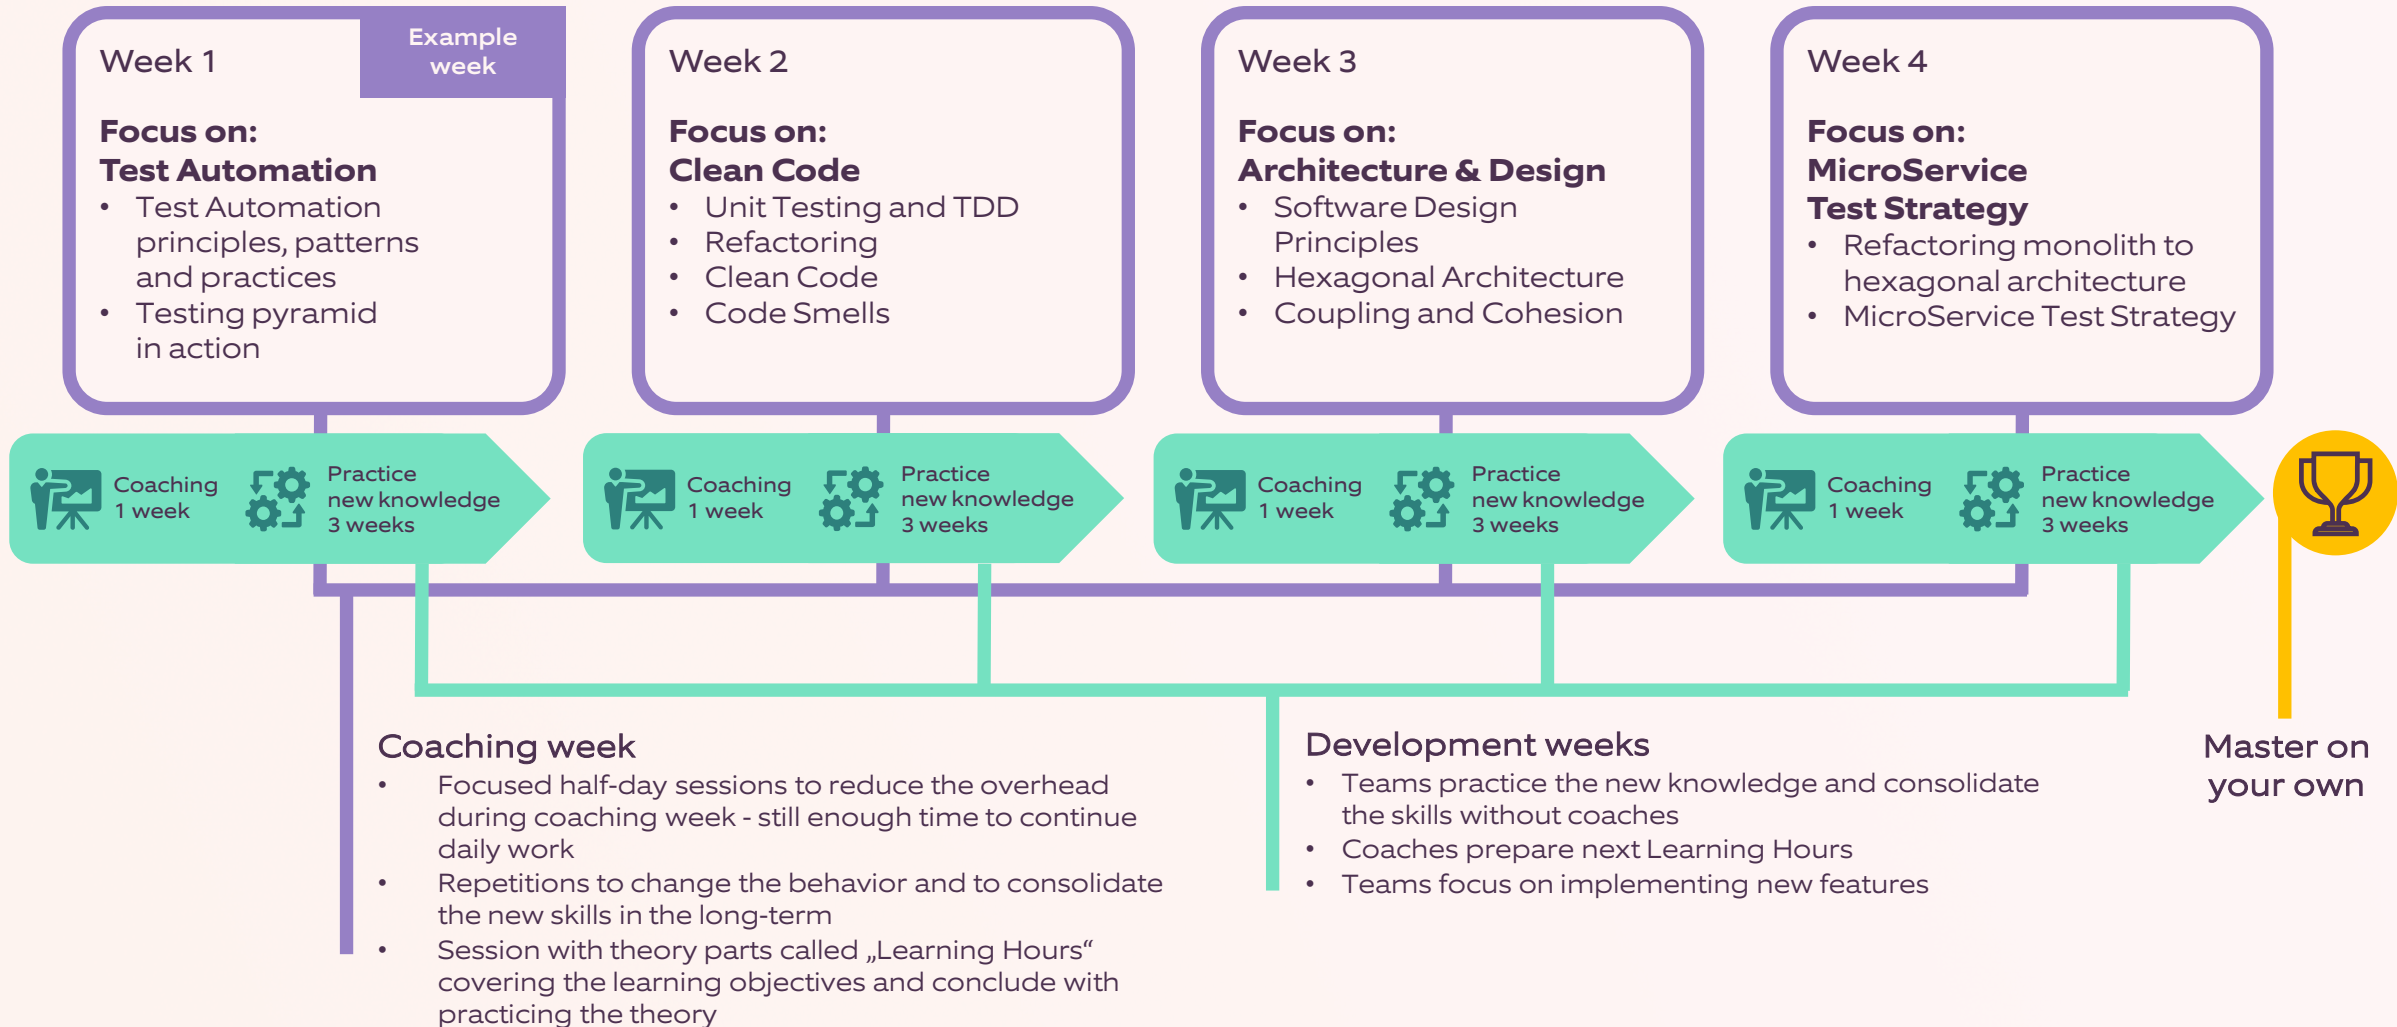 Week 1
Example
week
Focus on:
Test Automation
• Test Automation
principles, patterns
and practices
• Testing pyramid
in action
Week 2
Focus on:
Clean Code
• Unit Testing and TDD
• Refactoring
• Clean Code
• Code Smells
Week 3
Focus on:
Architecture & Design
• Software Design
Principles
• Hexagonal Architecture
• Coupling and Cohesion
Week 4
Focus on:
MicroService
Test Strategy
• Refactoring monolith to
hexagonal architecture
• MicroService Test Strategy
Coaching
1 week
Practice
new knowledge
3 weeks
Coaching
1 week
Practice
new knowledge
3 weeks
Coaching
1 week
Practice
new knowledge
3 weeks
Coaching
1 week
Practice
new knowledge
3 weeks
Coaching week
• Focused half-day sessions to reduce the overhead
during coaching week - still enough time to continue
daily work
• Repetitions to change the behavior and to consolidate
the new skills in the long-term
• Session with theory parts called „Learning Hours“
covering the learning objectives and conclude with
practicing the theory
Development weeks
• Teams practice the new knowledge and consolidate
the skills without coaches
• Coaches prepare next Learning Hours
• Teams focus on implementing new features
Master on
your own